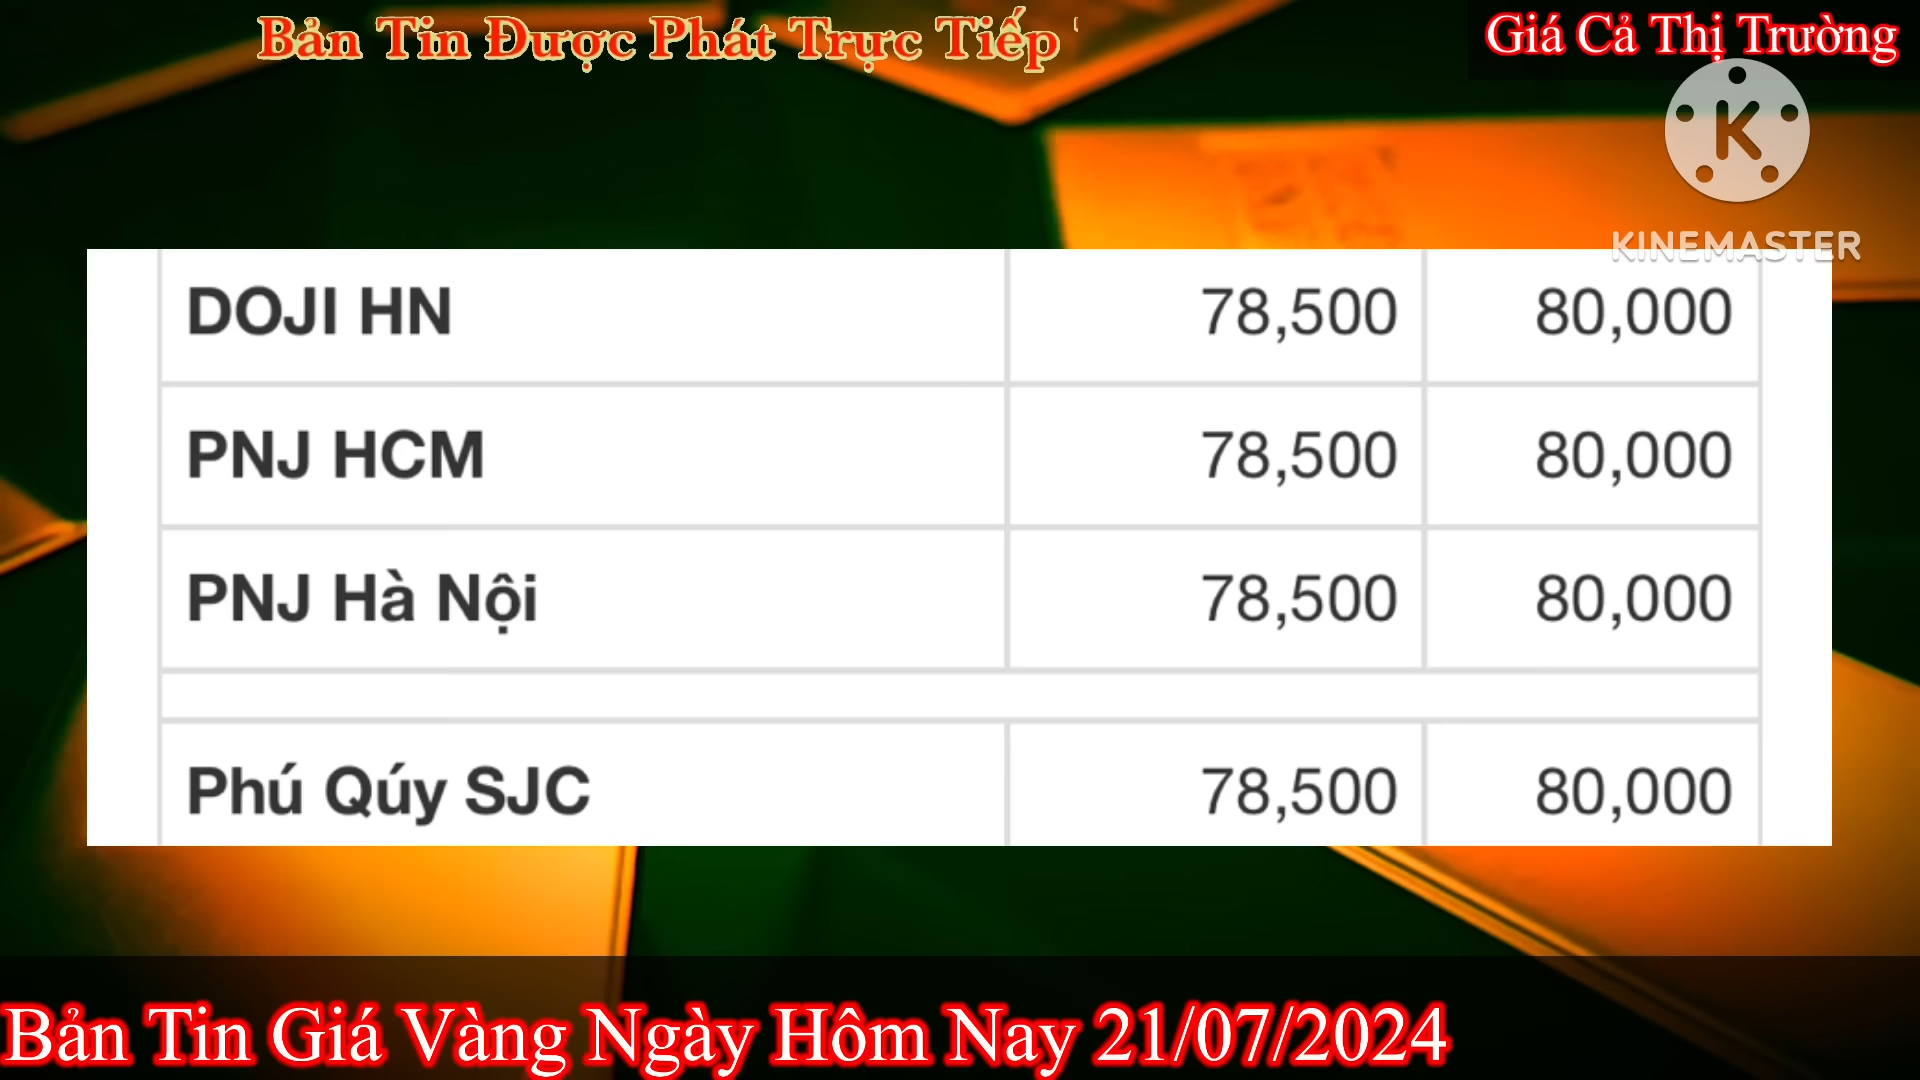 Bản Tin Được Phát Trực Tiếp
Giá Cả Thị Trường
K
KINEMASTER
DOJI HN 78,500 80,000
PNJ HCM 78,500 80,000
PNJ Hà Nội 78,500 80,000
Phú Qúy SJC 78,500 80,000
Bản Tin Giá Vàng Ngày Hôm Nay 21/07/2024